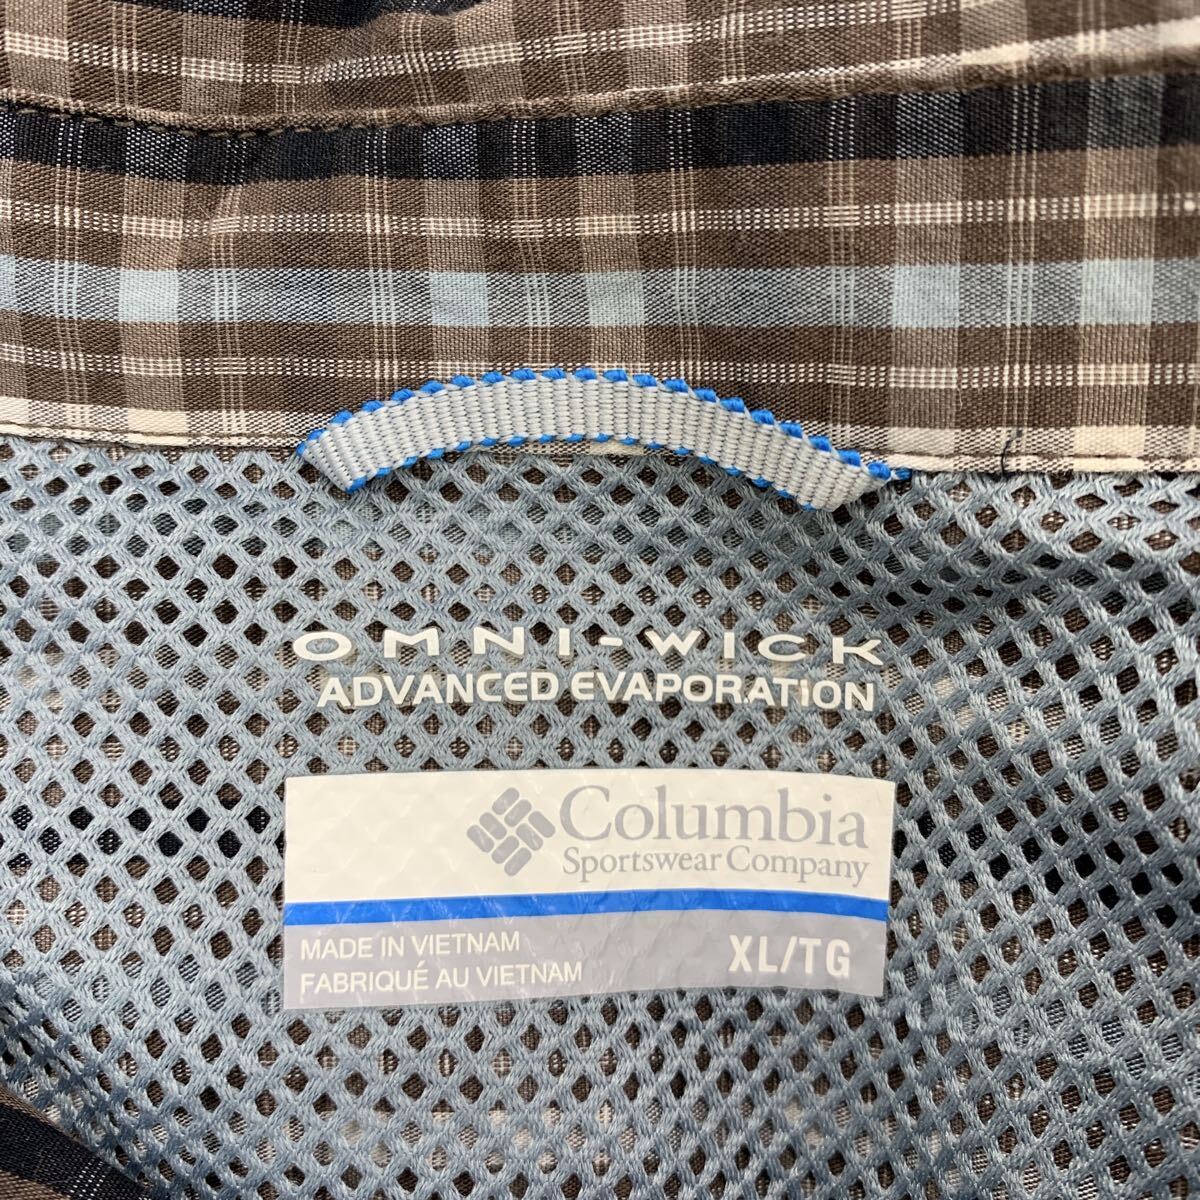 OMNI-WICK
ADVANCED EVAPORATION
Columbia
Sportswear Company
MADE IN VIETNAM
FABRIQUÉ AU VIETNAM
XL/TG